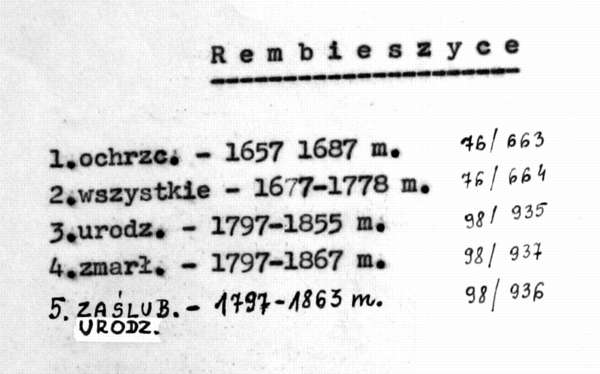 Rembieszyce
1.ochrzc. - 1657 1687 m. 76/663
2.wszystkie - 1677-1778 m. 76/664
3.urodz. - 1797-1855 m. 98/935
4.zmarł. - 1797-1867 m. 98/937
5. ZAŚLUB. - 1797-1863 m. 98/936
URODZ.